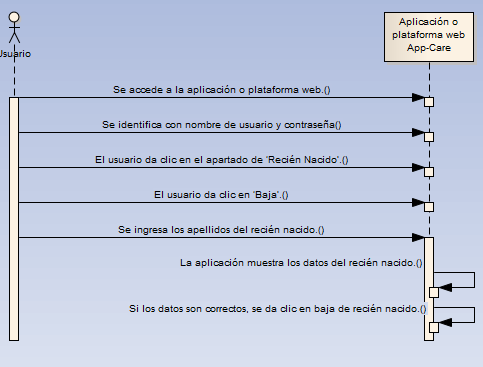 Usuario
Aplicación o
plataforma web
App-Care
Se accede a la aplicación o plataforma web.()
Se identifica con nombre de usuario y contraseña()
El usuario da clic en el apartado de 'Recién Nacido'.()
El usuario da clic en 'Baja'.()
Se ingresa los apellidos del recién nacido.()
La aplicación muestra los datos del recién nacido.()
Si los datos son correctos, se da clic en baja de recién nacido.()